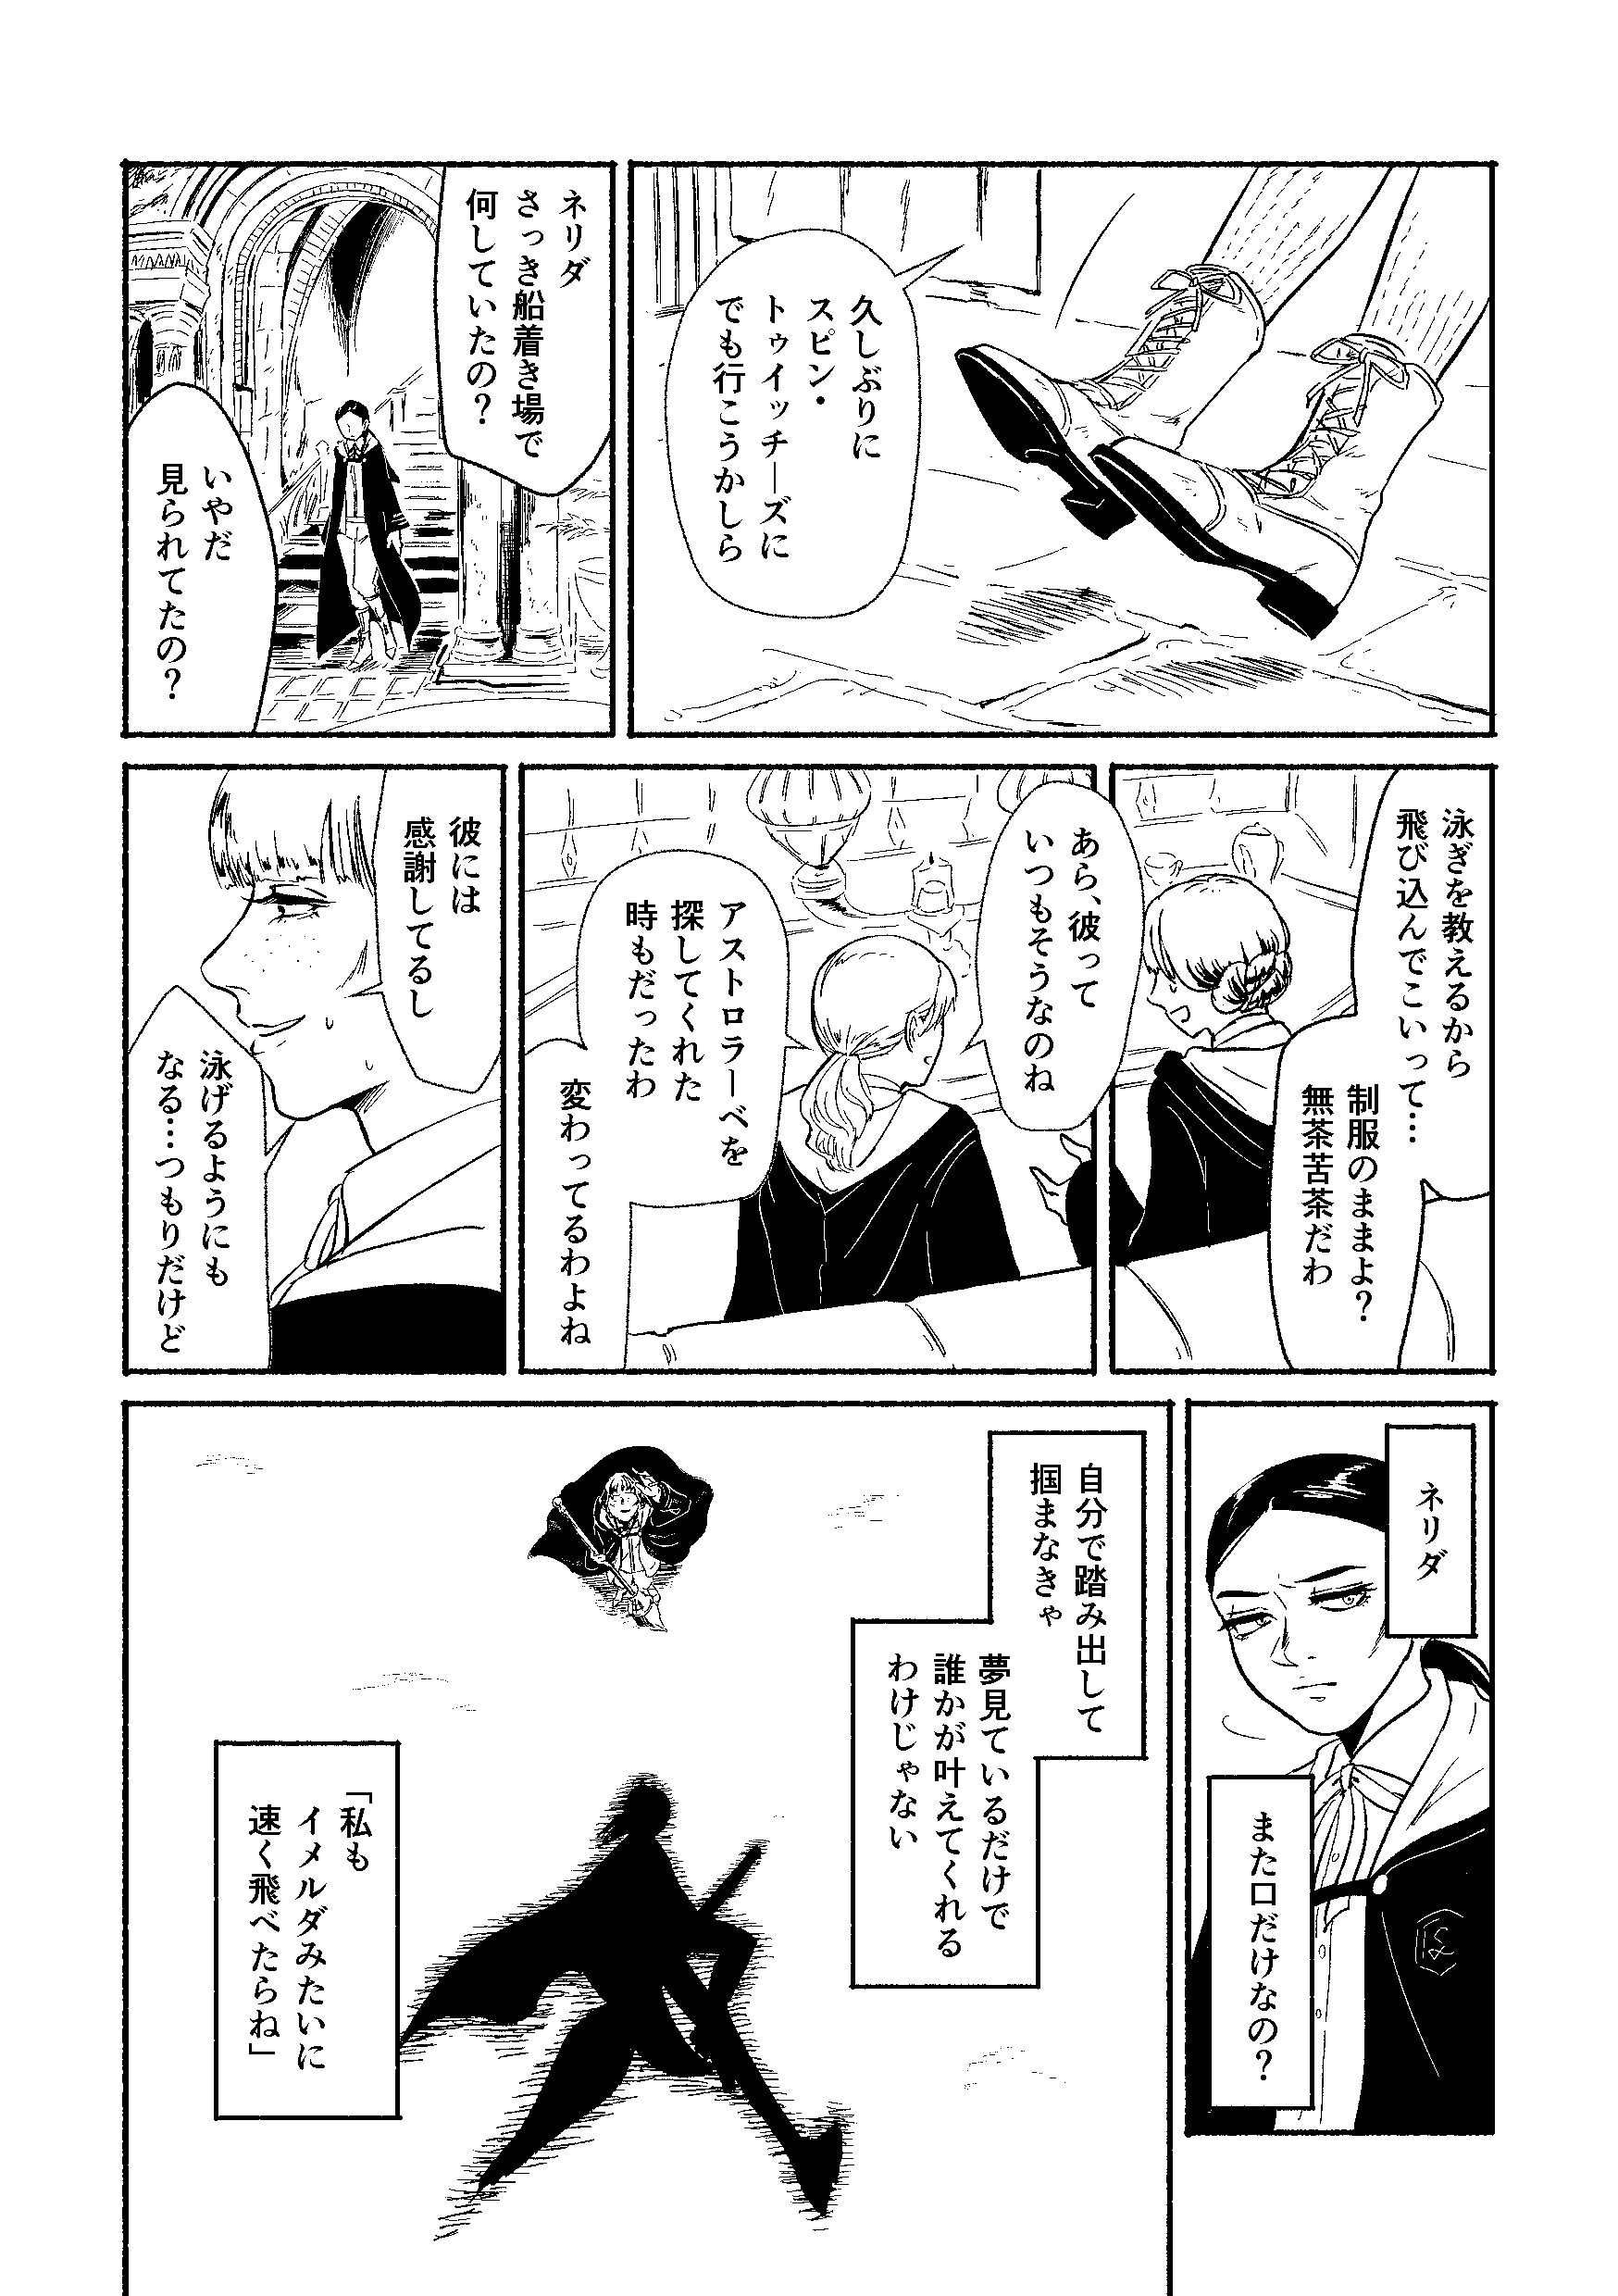 久しぶりに
スピン・
トゥイッチーズに
でも行こうかしら
ネリダ
さっき船着き場で
何していたの？
いやだ
見られてたの？
泳ぎを教えるから
飛び込んでこいって…
制服のままよ？
無茶苦茶だわ
あら、彼って
いつもそうなのね
アストロラーベを
探してくれた
時もだったわ
変わってるわよね
彼には
感謝してるし
泳げるようにも
なる…つもりだけど
ネリダ
また口だけなの？
自分で踏み出して
掴まなきゃ
夢見ているだけで
誰かが叶えてくれる
わけじゃない
「私も
イメルダみたいに
速く飛べたらね」